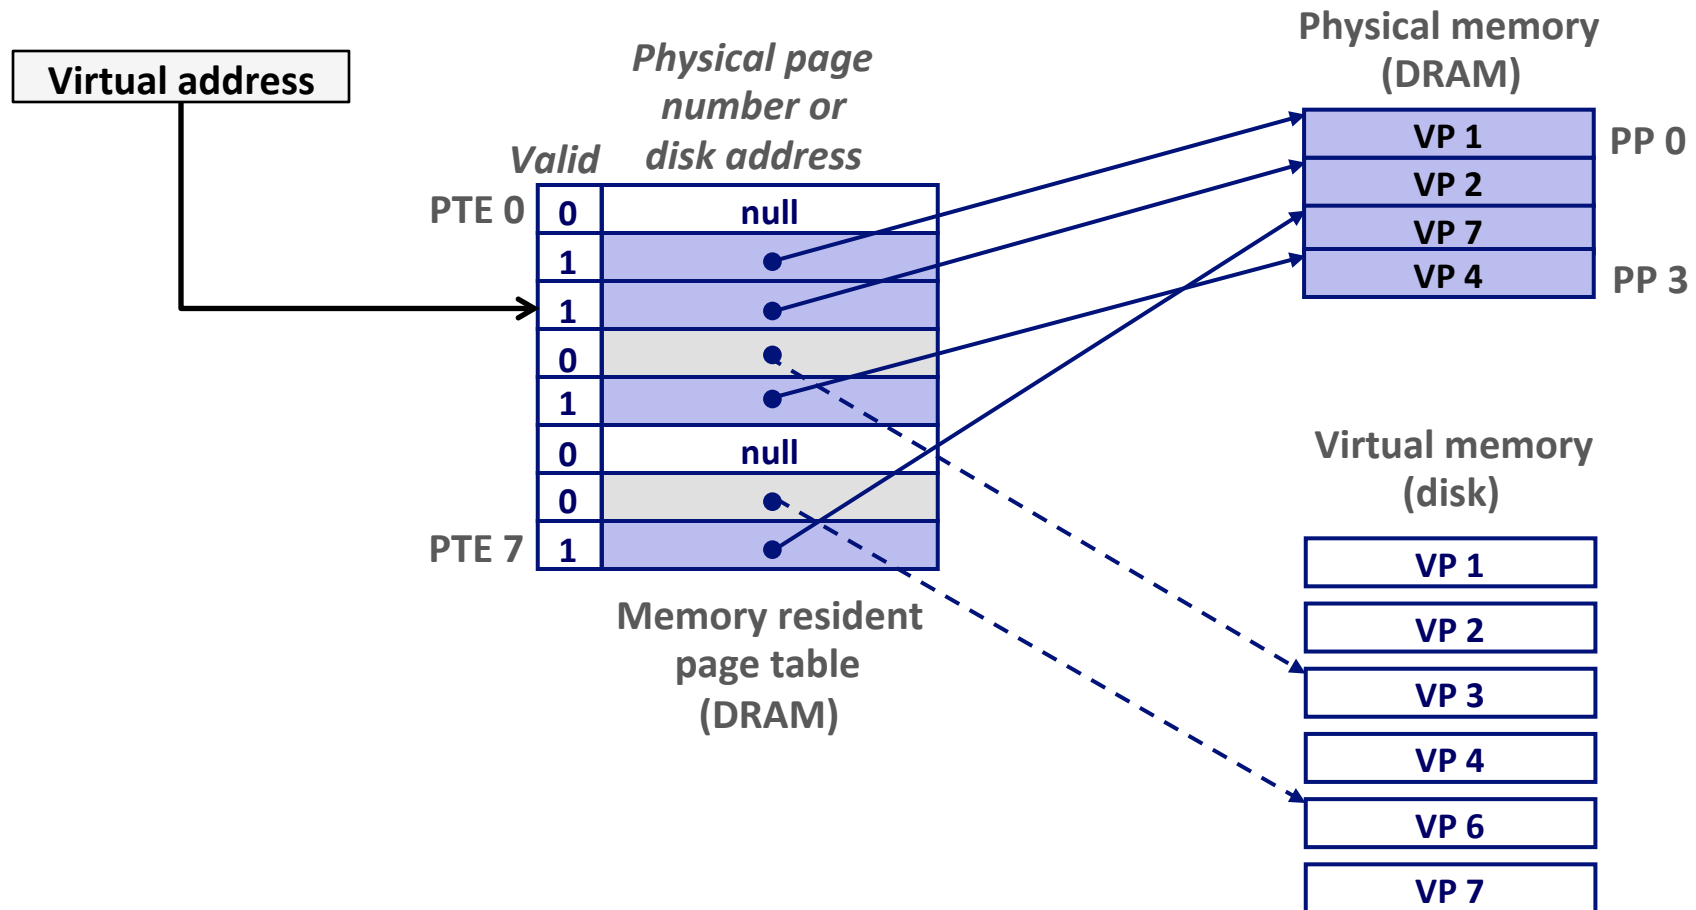 Virtual address
Physical page
number or
disk address
Valid
PTE 0
0
null
1
1
0
1
0
null
0
PTE 7
1
Memory resident
page table
(DRAM)
Physical memory
(DRAM)
VP 1
PP 0
VP 2
VP 7
VP 4
PP 3
Virtual memory
(disk)
VP 1
VP 2
VP 3
VP 4
VP 6
VP 7